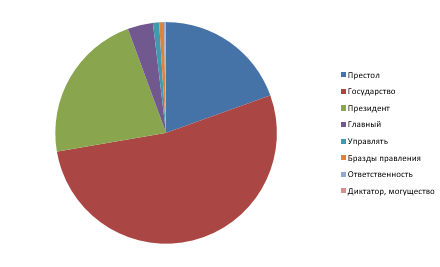 Престол
Государство
Президент
Главный
Управлять
Бразды правления
Ответственность
Диктатор, могущество